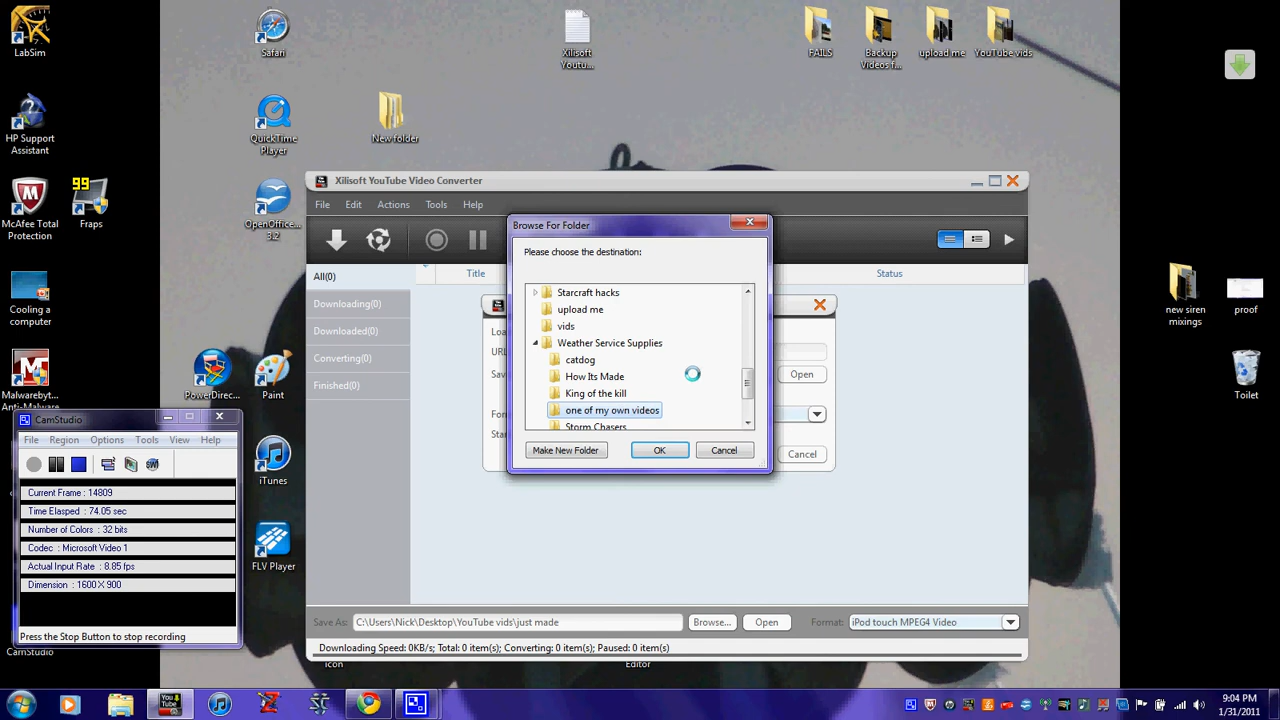 LabSim
Safari
Xilisoft
Youtu...
FAILS
Backup
Videos f...
upload me
YouTube vids
HP Support
Assistant
QuickTime
Player
New folder
McAfee Total
Protection
99
Fraps
OpenOffice....
3.2
Xilisoft YouTube Video Converter
File
Edit
Actions
Tools
Help
Title
Status
All(0)
Downloading(0)
Downloaded(0)
Converting(0)
Finished(0)
Browse For Folder
Please choose the destination:
Starcraft hacks
upload me
vids
Weather Service Supplies
catdog
How Its Made
King of the kill
one of my own videos
Storm Chasers
Make New Folder
OK
Cancel
Open
Cancel
Save As:
C:\Users\Nick\Desktop\YouTube vids\just made
Browse...
Open
Format:
iPod touch MPEG4 Video
Downloading Speed: 0KB/s; Total: 0 item(s); Converting: 0 item(s); Paused: 0 item(s)
Icon
Editor
Cooling a
computer
new siren
mixings
proof
Malwarebyt...
Anti-Malware
PowerDirec...
Paint
Toilet
CamStudio
File
Region
Options
Tools
View
Help
Current Frame : 14809
Time Elasped : 74.05 sec
Number of Colors : 32 bits
Codec : Microsoft Video 1
Actual Input Rate : 8.85 fps
Dimension : 1600 X 900
Press the Stop Button to stop recording
CamStudio
iTunes
FLV Player
You
Tube
9:04 PM
1/31/2011